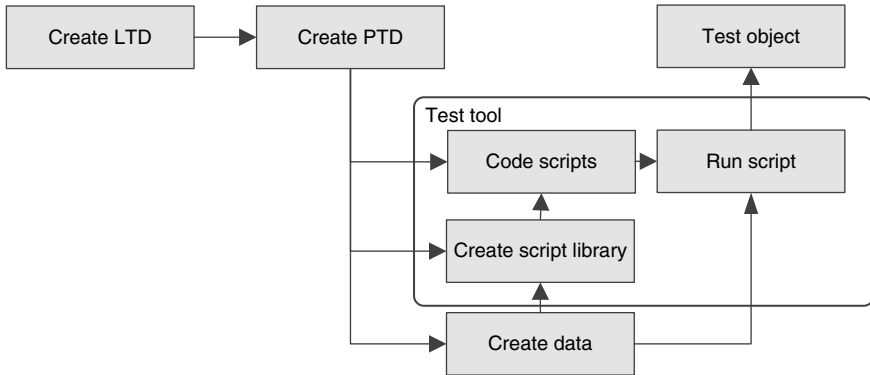 Create LTD
Create PTD
Test object
Test tool
Code scripts
Run script
Create script library
Create data